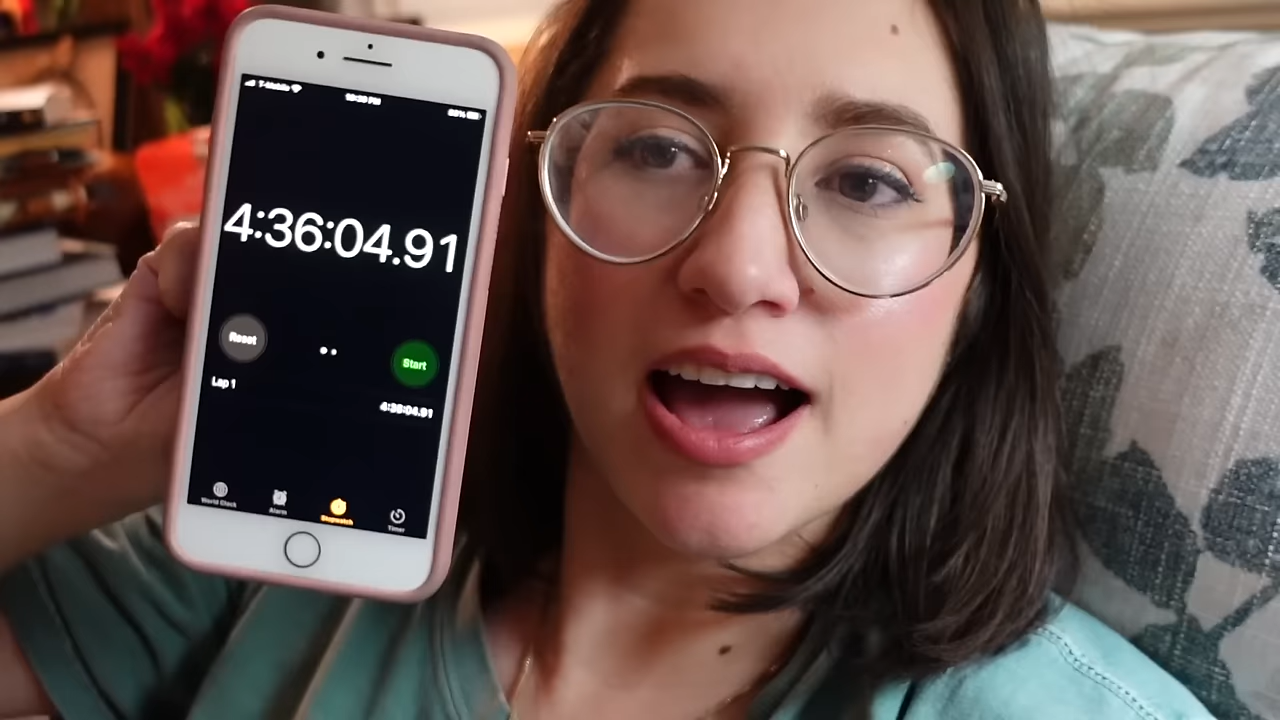 T-Mobile
4:36:04.91
Reset
Start
Lap 1
4:36:04.91
World Clock
Alarm
Stopwatch
Timer